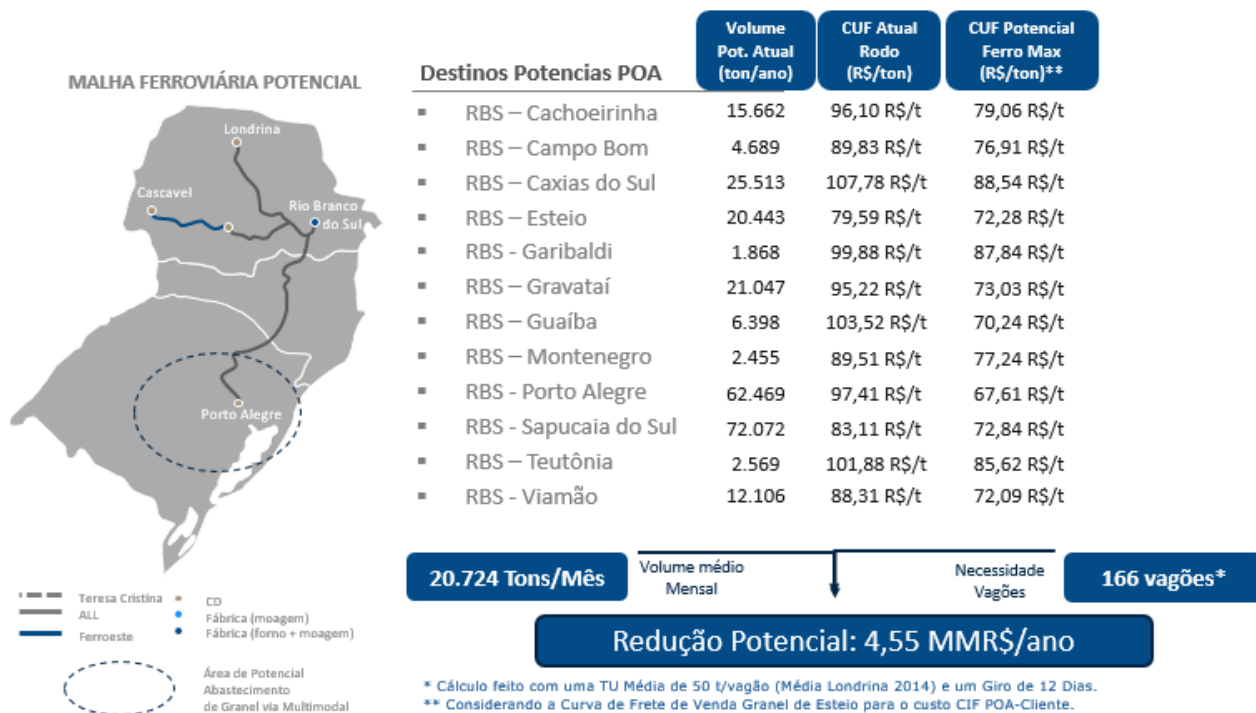 MALHA FERROVIÁRIA POTENCIAL
Londrina
Cascavel
Rio Branco
do Sul
Porto Alegre
Teresa Cristina
ALL
Ferroeste
CD
Fábrica (moagem)
Fábrica (forno + moagem)
Área de Potencial
Abastecimento
de Granel via Multimodal
Destinos Potencias POA
Volume
Pot. Atual
(ton/ano)
CUF Atual
Rodo
(R$/ton)
CUF Potencial
Ferro Max
(R$/ton)**
▪ RBS – Cachoeirinha 15.662 96,10 R$/t 79,06 R$/t
▪ RBS – Campo Bom 4.689 89,83 R$/t 76,91 R$/t
▪ RBS – Caxias do Sul 25.513 107,78 R$/t 88,54 R$/t
▪ RBS – Esteio 20.443 79,59 R$/t 72,28 R$/t
▪ RBS - Garibaldi 1.868 99,88 R$/t 87,84 R$/t
▪ RBS – Gravataí 21.047 95,22 R$/t 73,03 R$/t
▪ RBS – Guaíba 6.398 103,52 R$/t 70,24 R$/t
▪ RBS – Montenegro 2.455 89,51 R$/t 77,24 R$/t
▪ RBS - Porto Alegre 62.469 97,41 R$/t 67,61 R$/t
▪ RBS - Sapucaia do Sul 72.072 83,11 R$/t 72,84 R$/t
▪ RBS – Teutônia 2.569 101,88 R$/t 85,62 R$/t
▪ RBS - Viamão 12.106 88,31 R$/t 72,09 R$/t
20.724 Tons/Mês
Volume médio
Mensal
Necessidade
Vagões
166 vagões*
Redução Potencial: 4,55 MMR$/ano
* Cálculo feito com uma TU Média de 50 t/vagão (Média Londrina 2014) e um Giro de 12 Dias.
** Considerando a Curva de Frete de Venda Granel de Esteio para o custo CIF POA-Cliente.